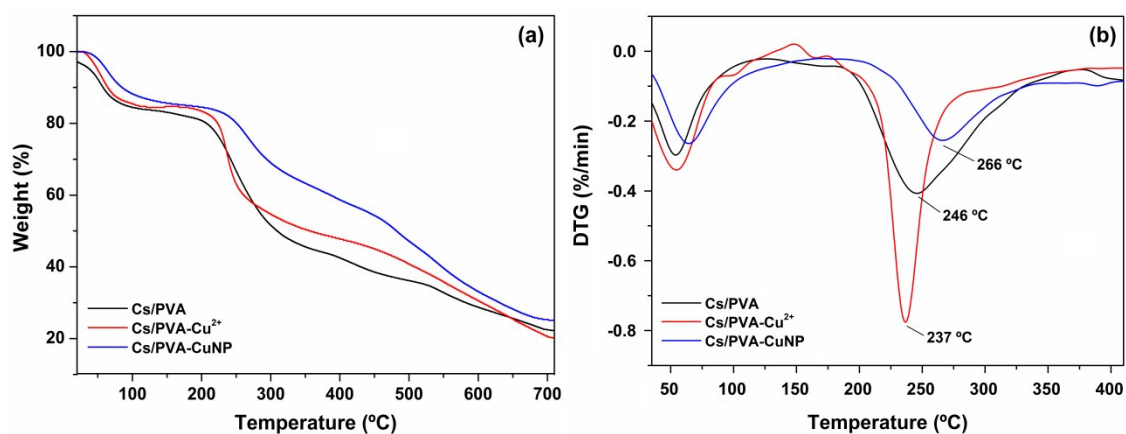 (a)
Weight (%)
100
80
60
40
20
Cs/PVA
Cs/PVA-Cu²⁺
Cs/PVA-CuNP
100 200 300 400 500 600 700
Temperature (ºC)
(b)
DTG (%/min)
0.0
-0.2
-0.4
-0.6
-0.8
266 ºC
246 ºC
237 ºC
Cs/PVA
Cs/PVA-Cu²⁺
Cs/PVA-CuNP
50 100 150 200 250 300 350 400
Temperature (ºC)